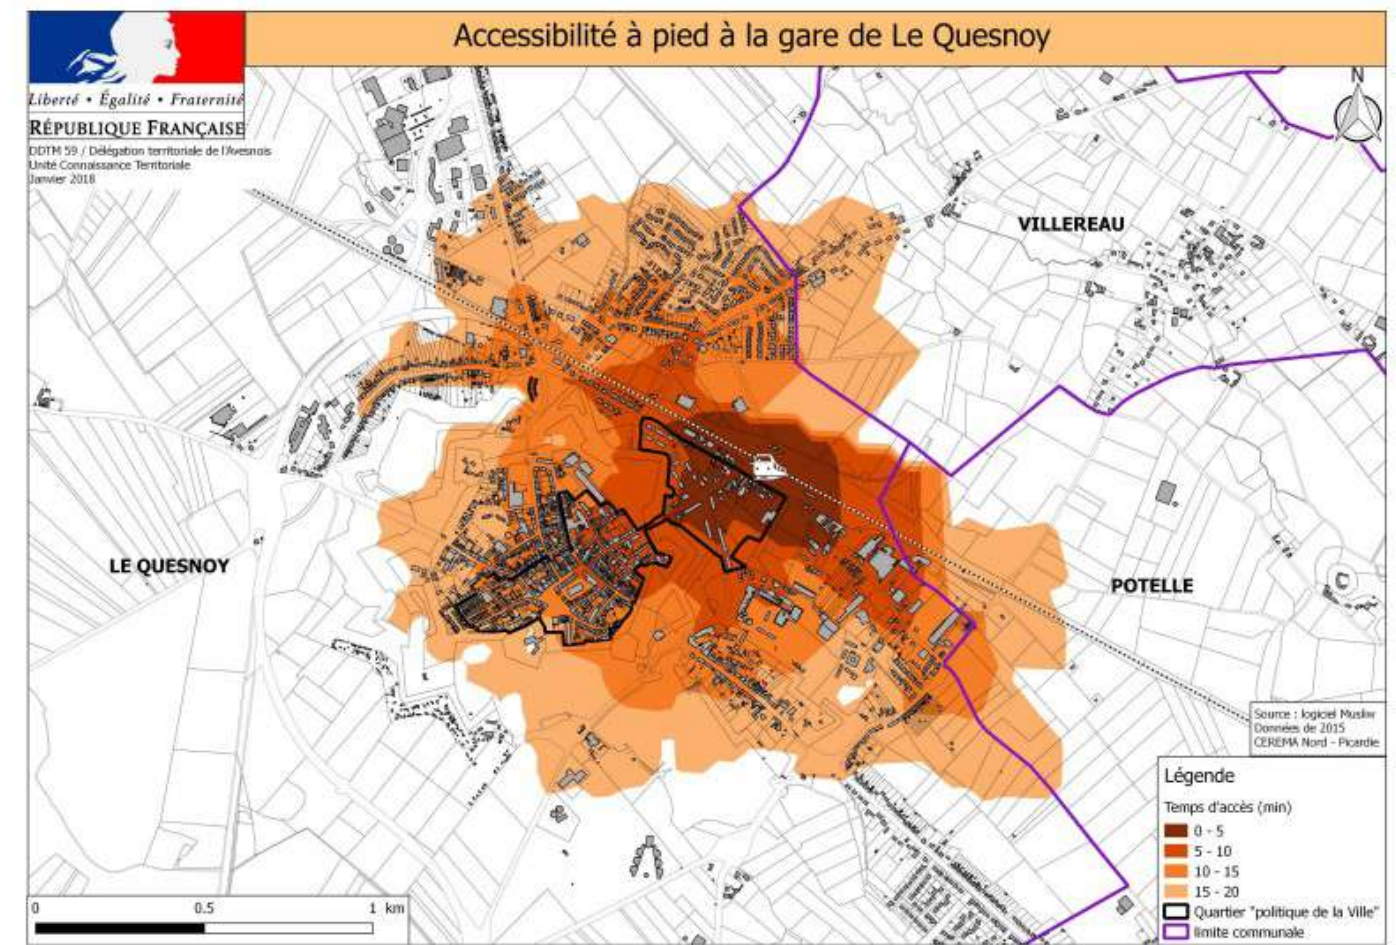 Accessibilité à pied à la gare de Le Quesnoy
Liberté • Égalité • Fraternité
RÉPUBLIQUE FRANÇAISE
DDTM 59 / Délégation territoriale de l'Avesnois
Unité Connaissance Territoriale
Janvier 2018
N
VILLEREAU
LE QUESNOY
POTELLE
Source : logiciel Musliw
Données de 2015
CEREMA Nord - Picardie
Légende
Temps d'accès (min)
0 - 5
5 - 10
10 - 15
15 - 20
Quartier "politique de la Ville"
limite communale
0 0.5 1 km